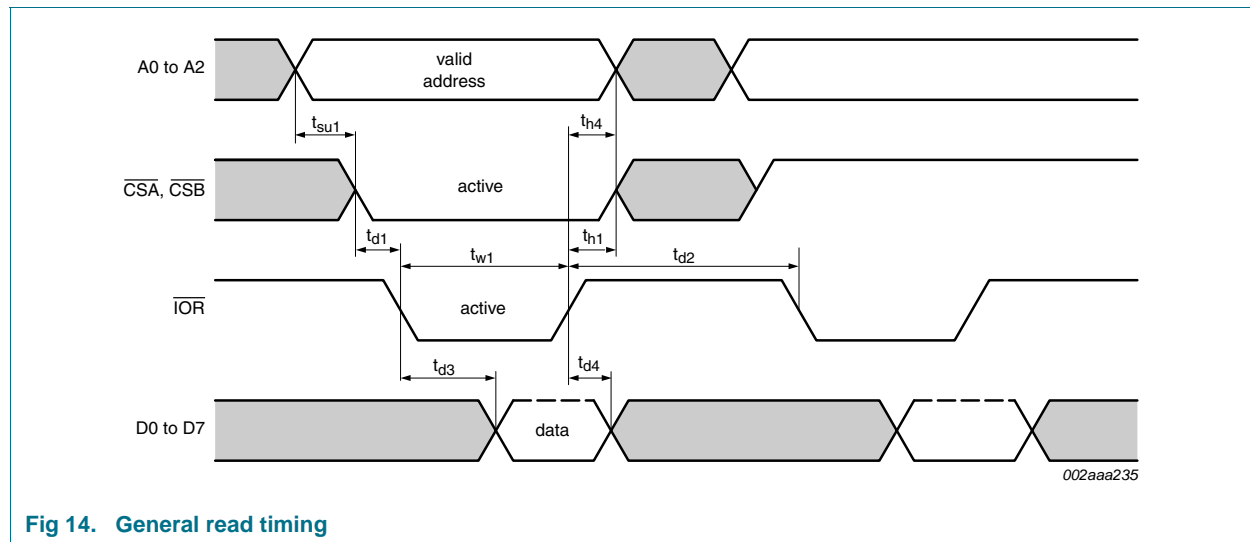 A0 to A2
valid
address
tsu1
th4
CSA, CSB
active
td1
tw1
th1
td2
IOR
active
td3
td4
D0 to D7
data
002aaa235
Fig 14. General read timing